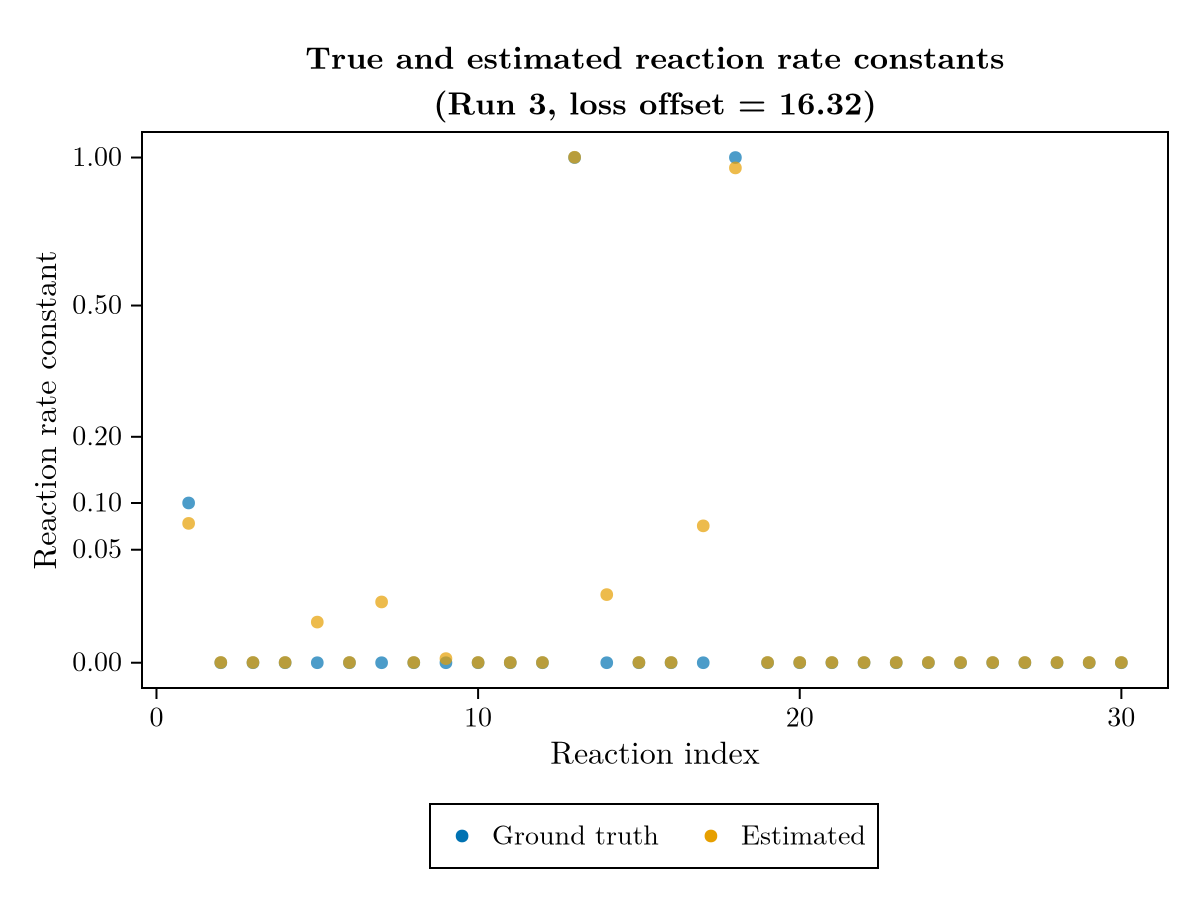 True and estimated reaction rate constants
(Run 3, loss offset = 16.32)
Reaction rate constant
1.00
0.50
0.20
0.10
0.05
0.00
0 10 20 30
Reaction index
Ground truth Estimated